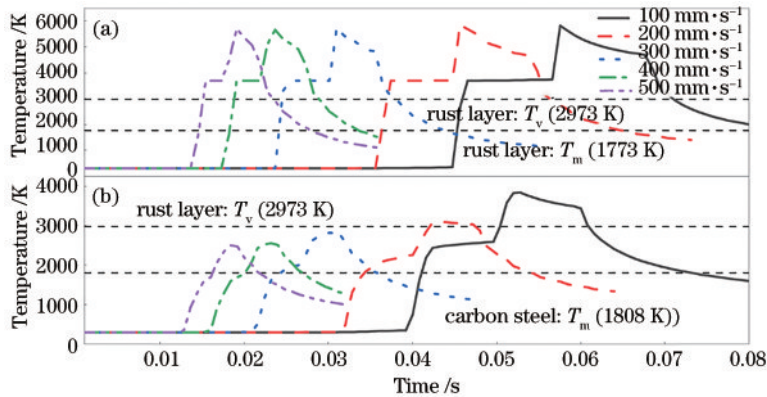 (a)
100 mm·s⁻¹
200 mm·s⁻¹
300 mm·s⁻¹
400 mm·s⁻¹
500 mm·s⁻¹
Temperature /K
6000
5000
4000
3000
2000
1000
0
rust layer: Tv (2973 K)
rust layer: Tm (1773 K)
(b)
Temperature /K
4000
3000
2000
1000
0
rust layer: Tv (2973 K)
carbon steel: Tm (1808 K))
0.01 0.02 0.03 0.04 0.05 0.06 0.07 0.08
Time /s